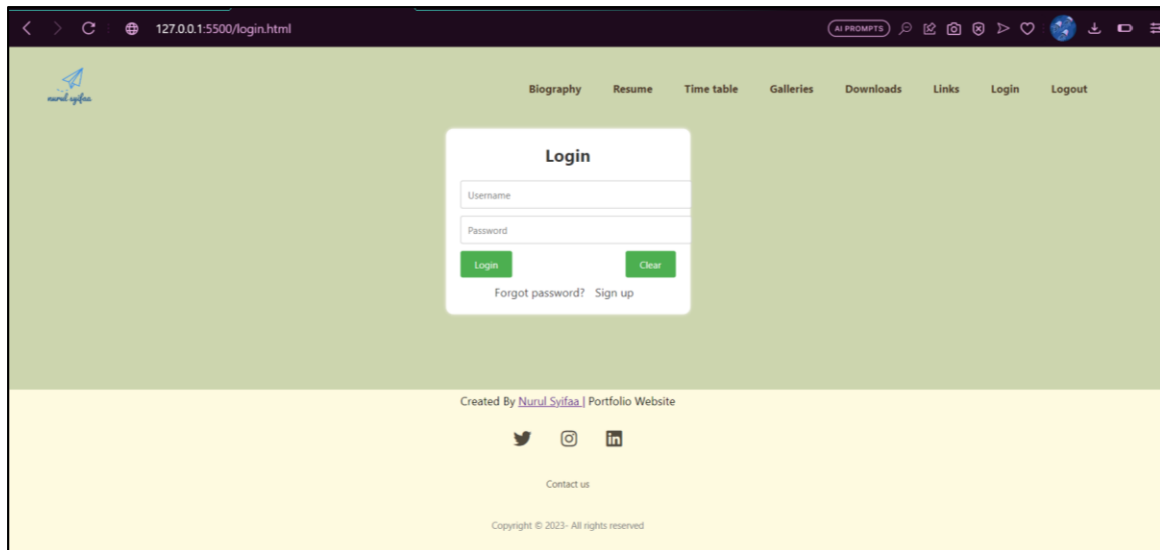 127.0.0.1:5500/login.html
AI PROMPTS
nurul syifaa
Biography Resume Time table Galleries Downloads Links Login Logout
Login
Username
Password
Login Clear
Forgot password? Sign up
Created By Nurul Syifaa | Portfolio Website
Contact us
Copyright © 2023- All rights reserved